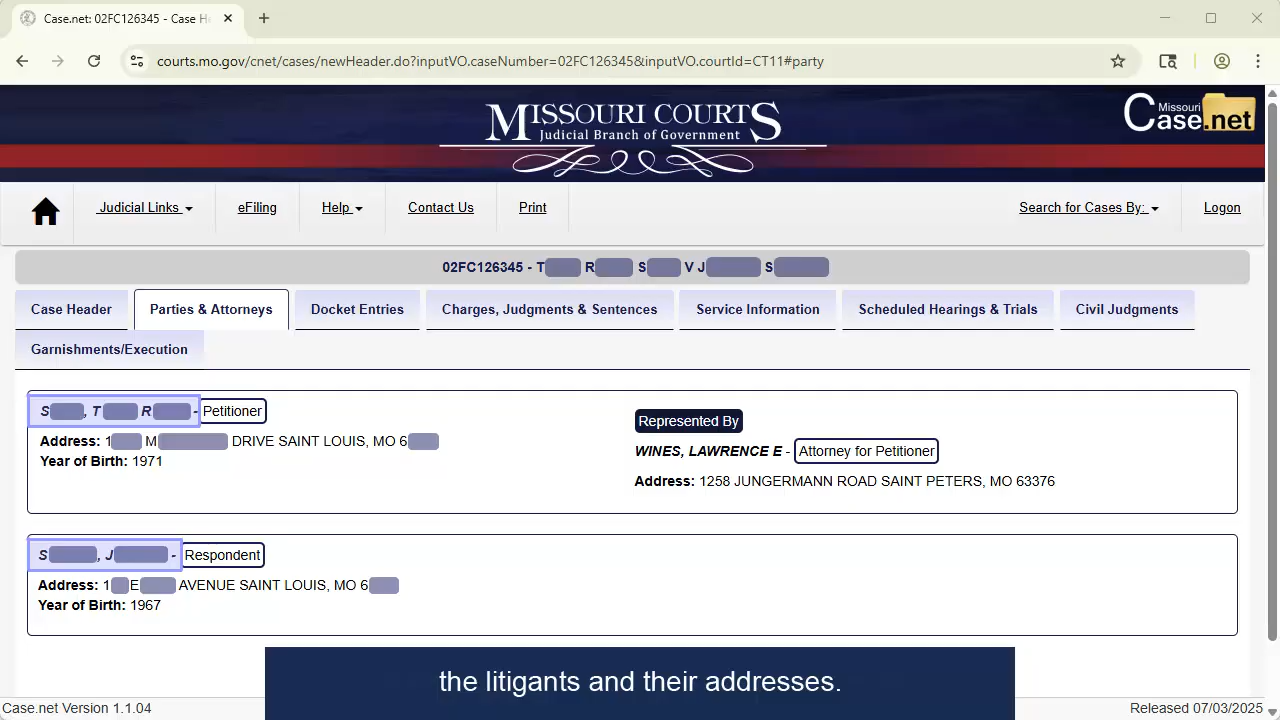 Case.net: 02FC126345 - Case H
courts.mo.gov/cnet/cases/newHeader.do?inputVO.caseNumber=02FC126345&inputVO.courtId=CT11#party
MISSOURI COURTS
Judicial Branch of Government
Missouri
Case.net
Judicial Links
eFiling
Help
Contact Us
Print
Search for Cases By:
Logon
02FC126345 - T R S V J S
Case Header
Parties & Attorneys
Docket Entries
Charges, Judgments & Sentences
Service Information
Scheduled Hearings & Trials
Civil Judgments
Garnishments/Execution
S , T R - Petitioner
Address: 1 M DRIVE SAINT LOUIS, MO 6
Year of Birth: 1971
Represented By
WINES, LAWRENCE E - Attorney for Petitioner
Address: 1258 JUNGERMANN ROAD SAINT PETERS, MO 63376
S , J - Respondent
Address: 1 E AVENUE SAINT LOUIS, MO 6
Year of Birth: 1967
the litigants and their addresses.
Case.net Version 1.1.04
Released 07/03/2025